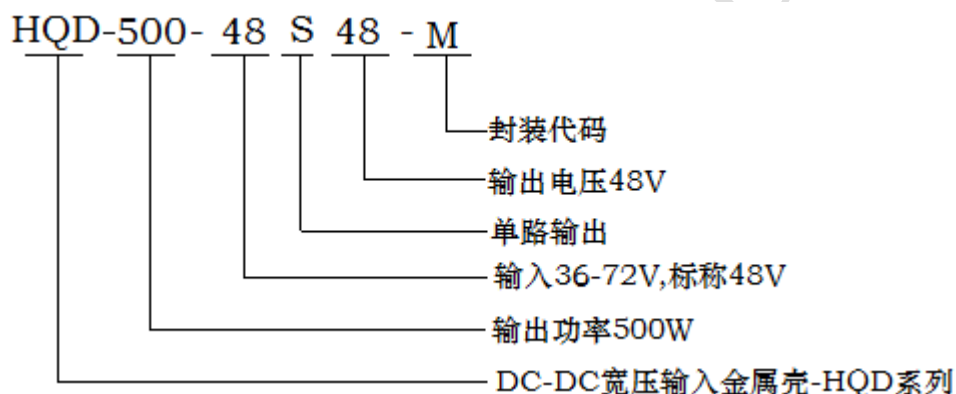 HQD-500- 48 S 48 - M
封装代码
输出电压48V
单路输出
输入36-72V,标称48V
输出功率500W
DC-DC宽压输入金属壳-HQD系列